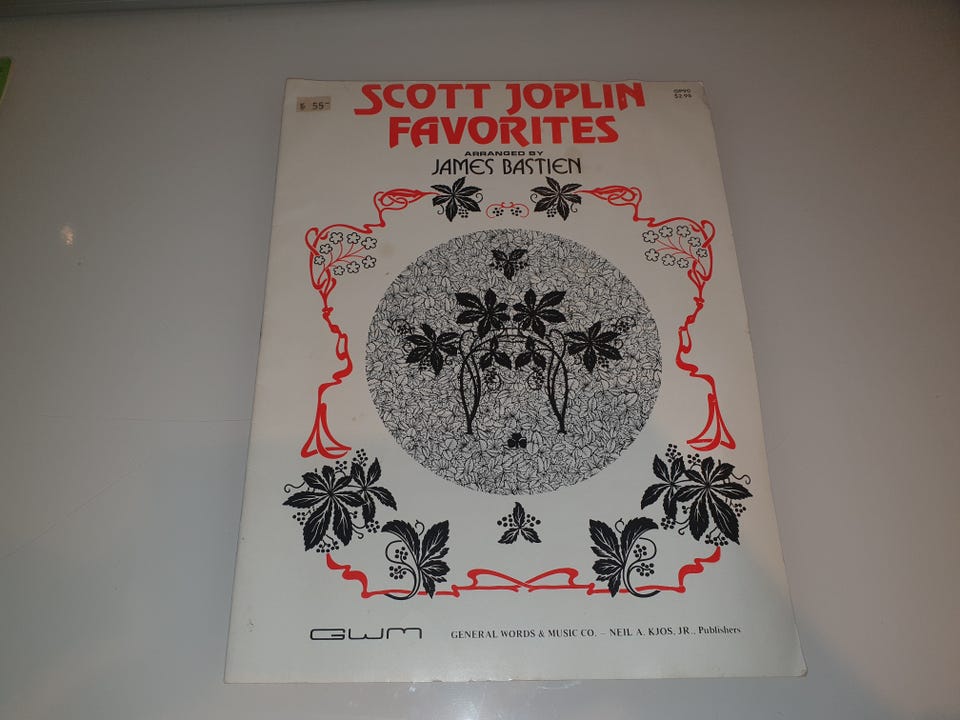 $ 55-
SCOTT JOPLIN
GP90
$2.95
FAVORITES
ARRANGED BY
JAMES BASTIEN
GWM
GENERAL WORDS & MUSIC CO. – NEIL A. KJOS, JR., Publishers